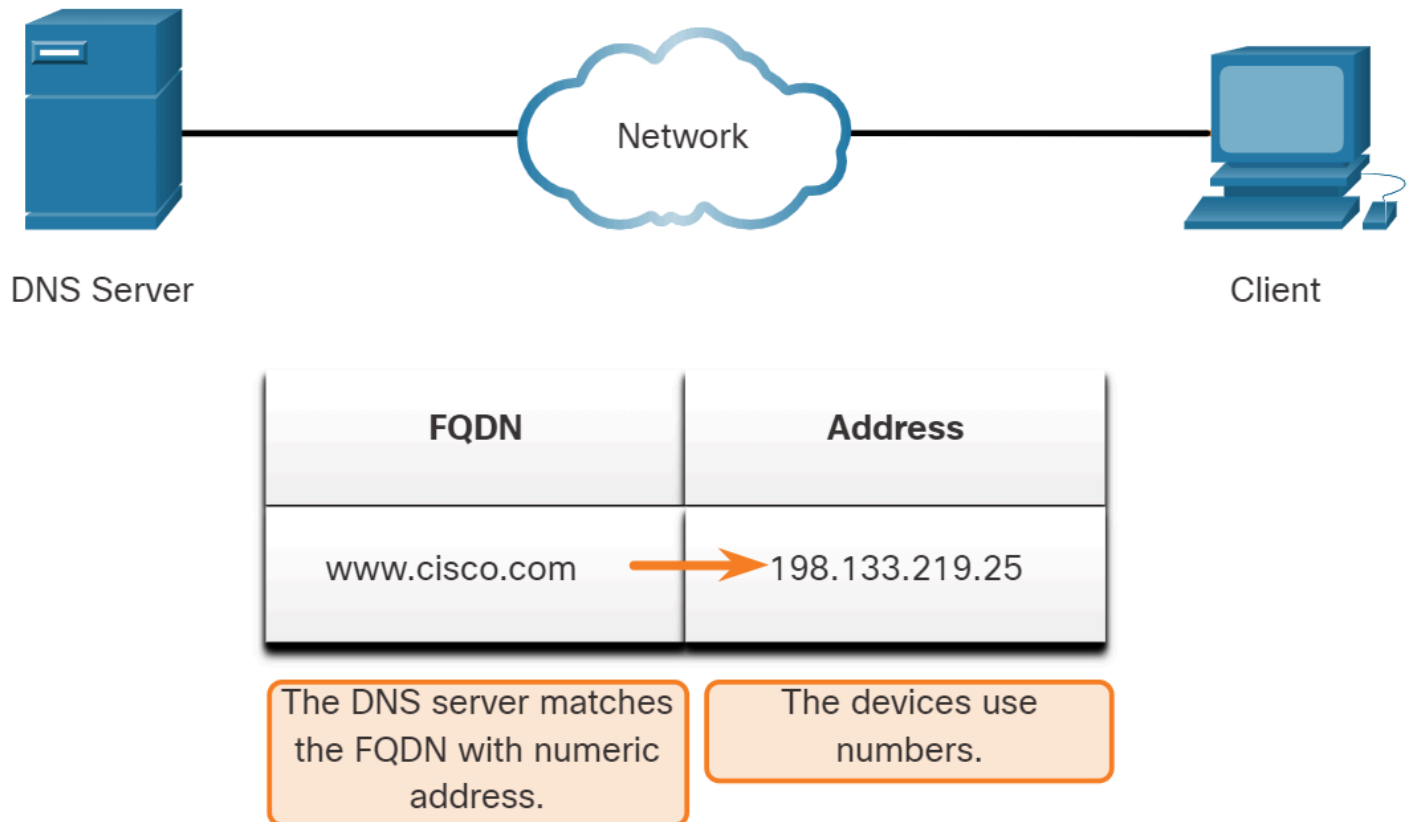 Network
DNS Server
Client
FQDN
Address
www.cisco.com
198.133.219.25
The DNS server matches
the FQDN with numeric
address.
The devices use
numbers.